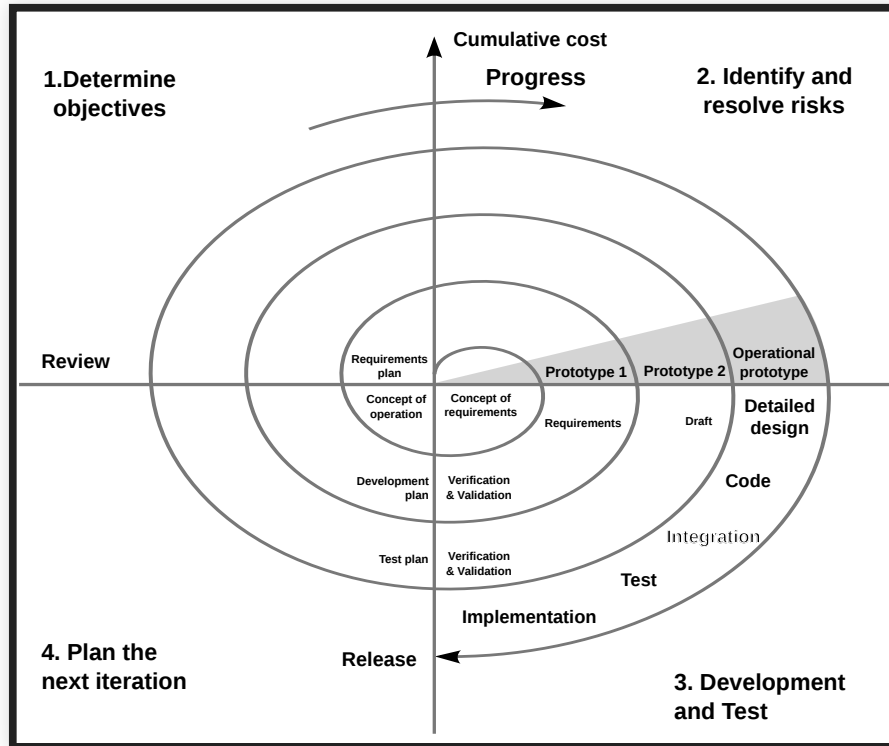 Cumulative cost
Progress
1.Determine
objectives
2. Identify and
resolve risks
Review
Requirements
plan
Prototype 1
Prototype 2
Operational
prototype
Concept of
operation
Concept of
requirements
Requirements
Draft
Detailed
design
Development
plan
Verification
& Validation
Code
Integration
Test plan
Verification
& Validation
Test
Implementation
4. Plan the
next iteration
Release
3. Development
and Test